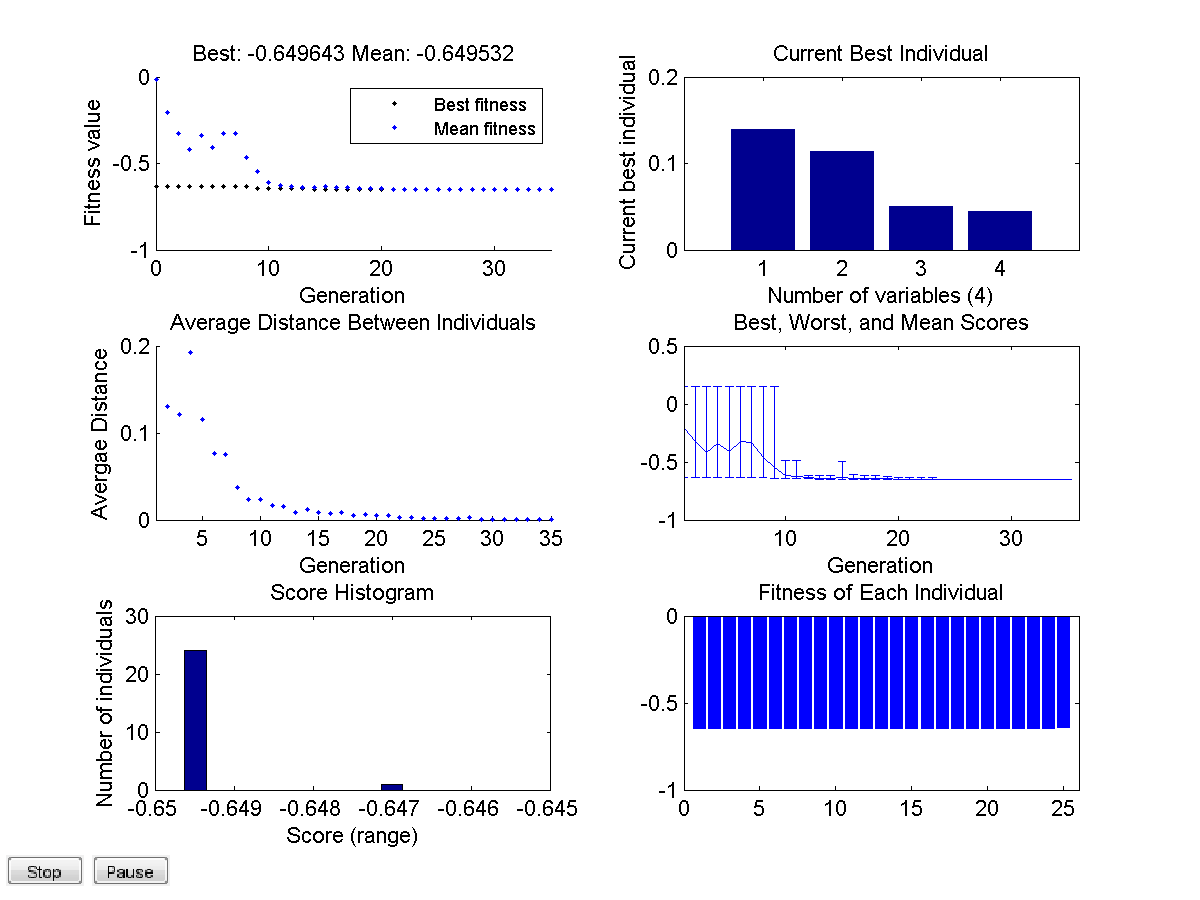 Best: -0.649643 Mean: -0.649532
0
-0.5
-1
Fitness value
Best fitness
Mean fitness
0 10 20 30
Generation
Current Best Individual
0.2
0.1
0
Current best individual
1 2 3 4
Number of variables (4)
Average Distance Between Individuals
0.2
0.1
0
Avergae Distance
5 10 15 20 25 30 35
Generation
Best, Worst, and Mean Scores
0.5
0
-0.5
-1
10 20 30
Generation
Score Histogram
30
20
10
0
Number of individuals
-0.65 -0.649 -0.648 -0.647 -0.646 -0.645
Score (range)
Fitness of Each Individual
0
-0.5
-1
0 5 10 15 20 25
Stop Pause